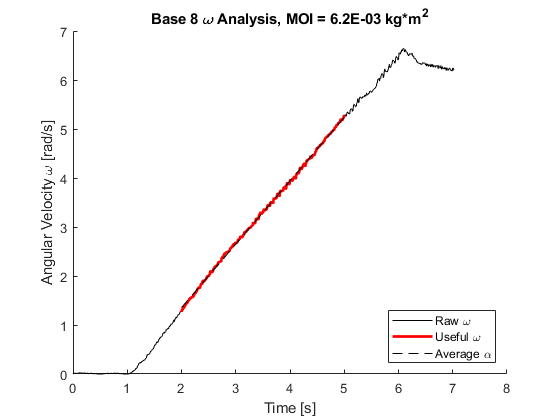 Base 8 ω Analysis, MOI = 6.2E-03 kg*m²
7
6
5
4
3
2
1
0
Angular Velocity ω [rad/s]
Raw ω
Useful ω
Average α
0 1 2 3 4 5 6 7 8
Time [s]